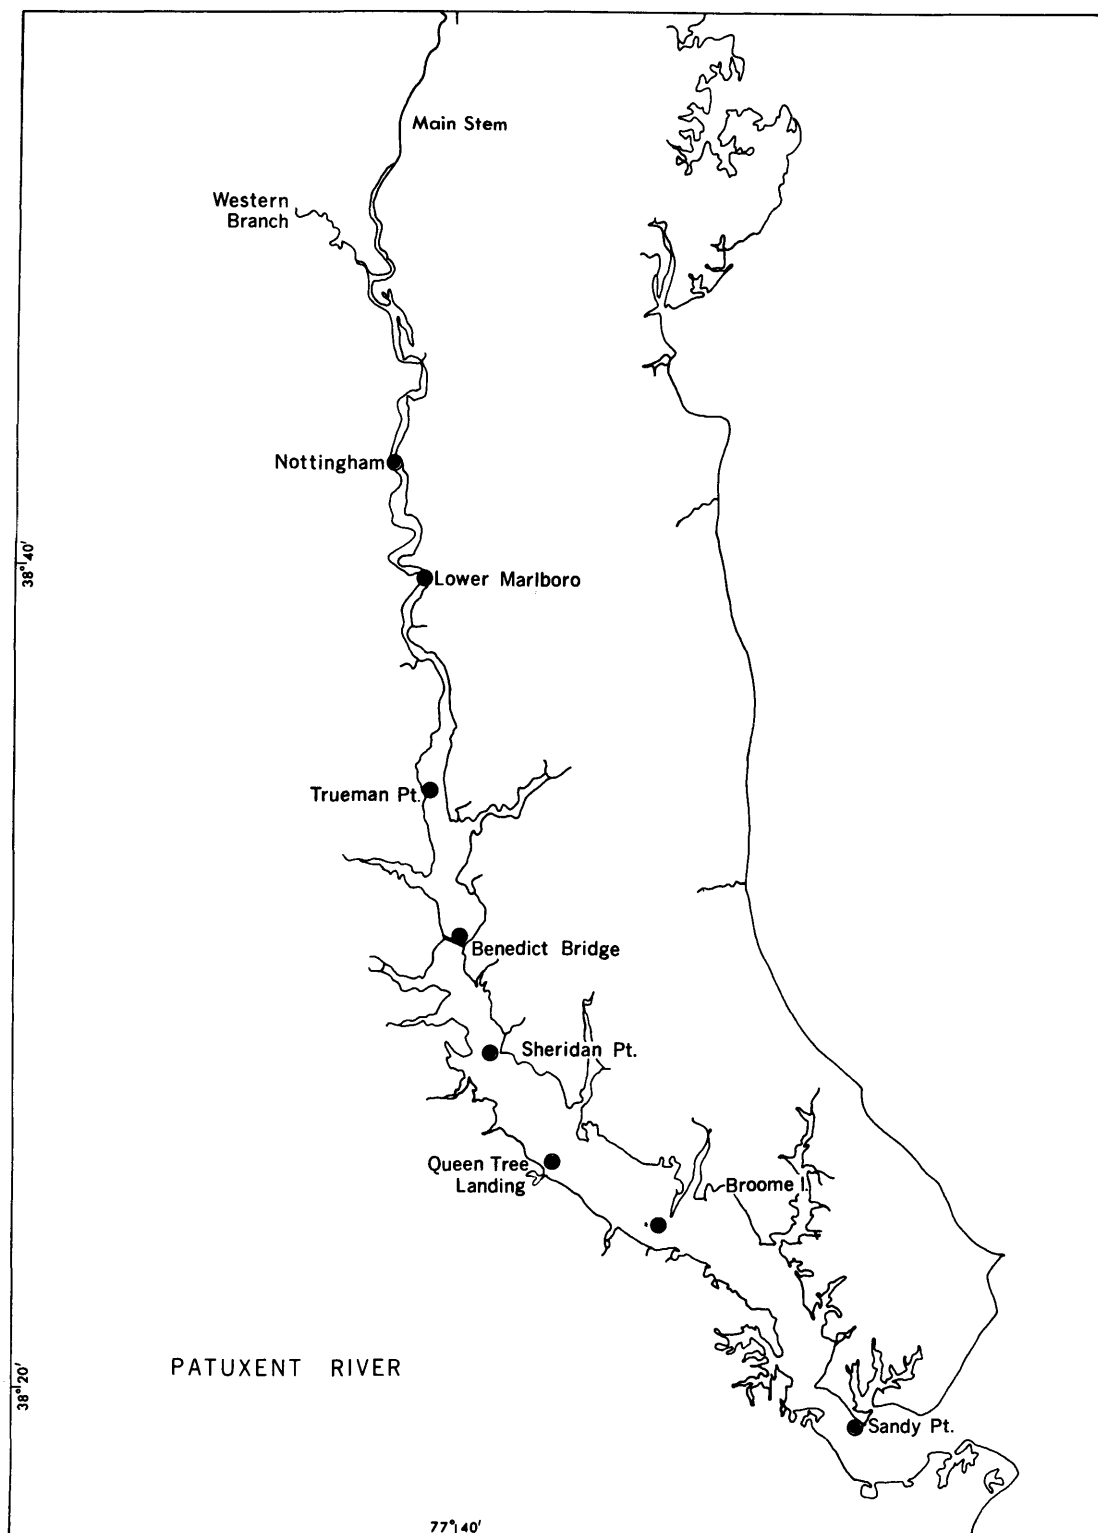 Main Stem
Western
Branch
Nottingham
38°40'
Lower Marlboro
Trueman Pt.
Benedict Bridge
Sheridan Pt.
Queen Tree
Landing
Broome I.
PATUXENT RIVER
38°20'
Sandy Pt.
77°40'